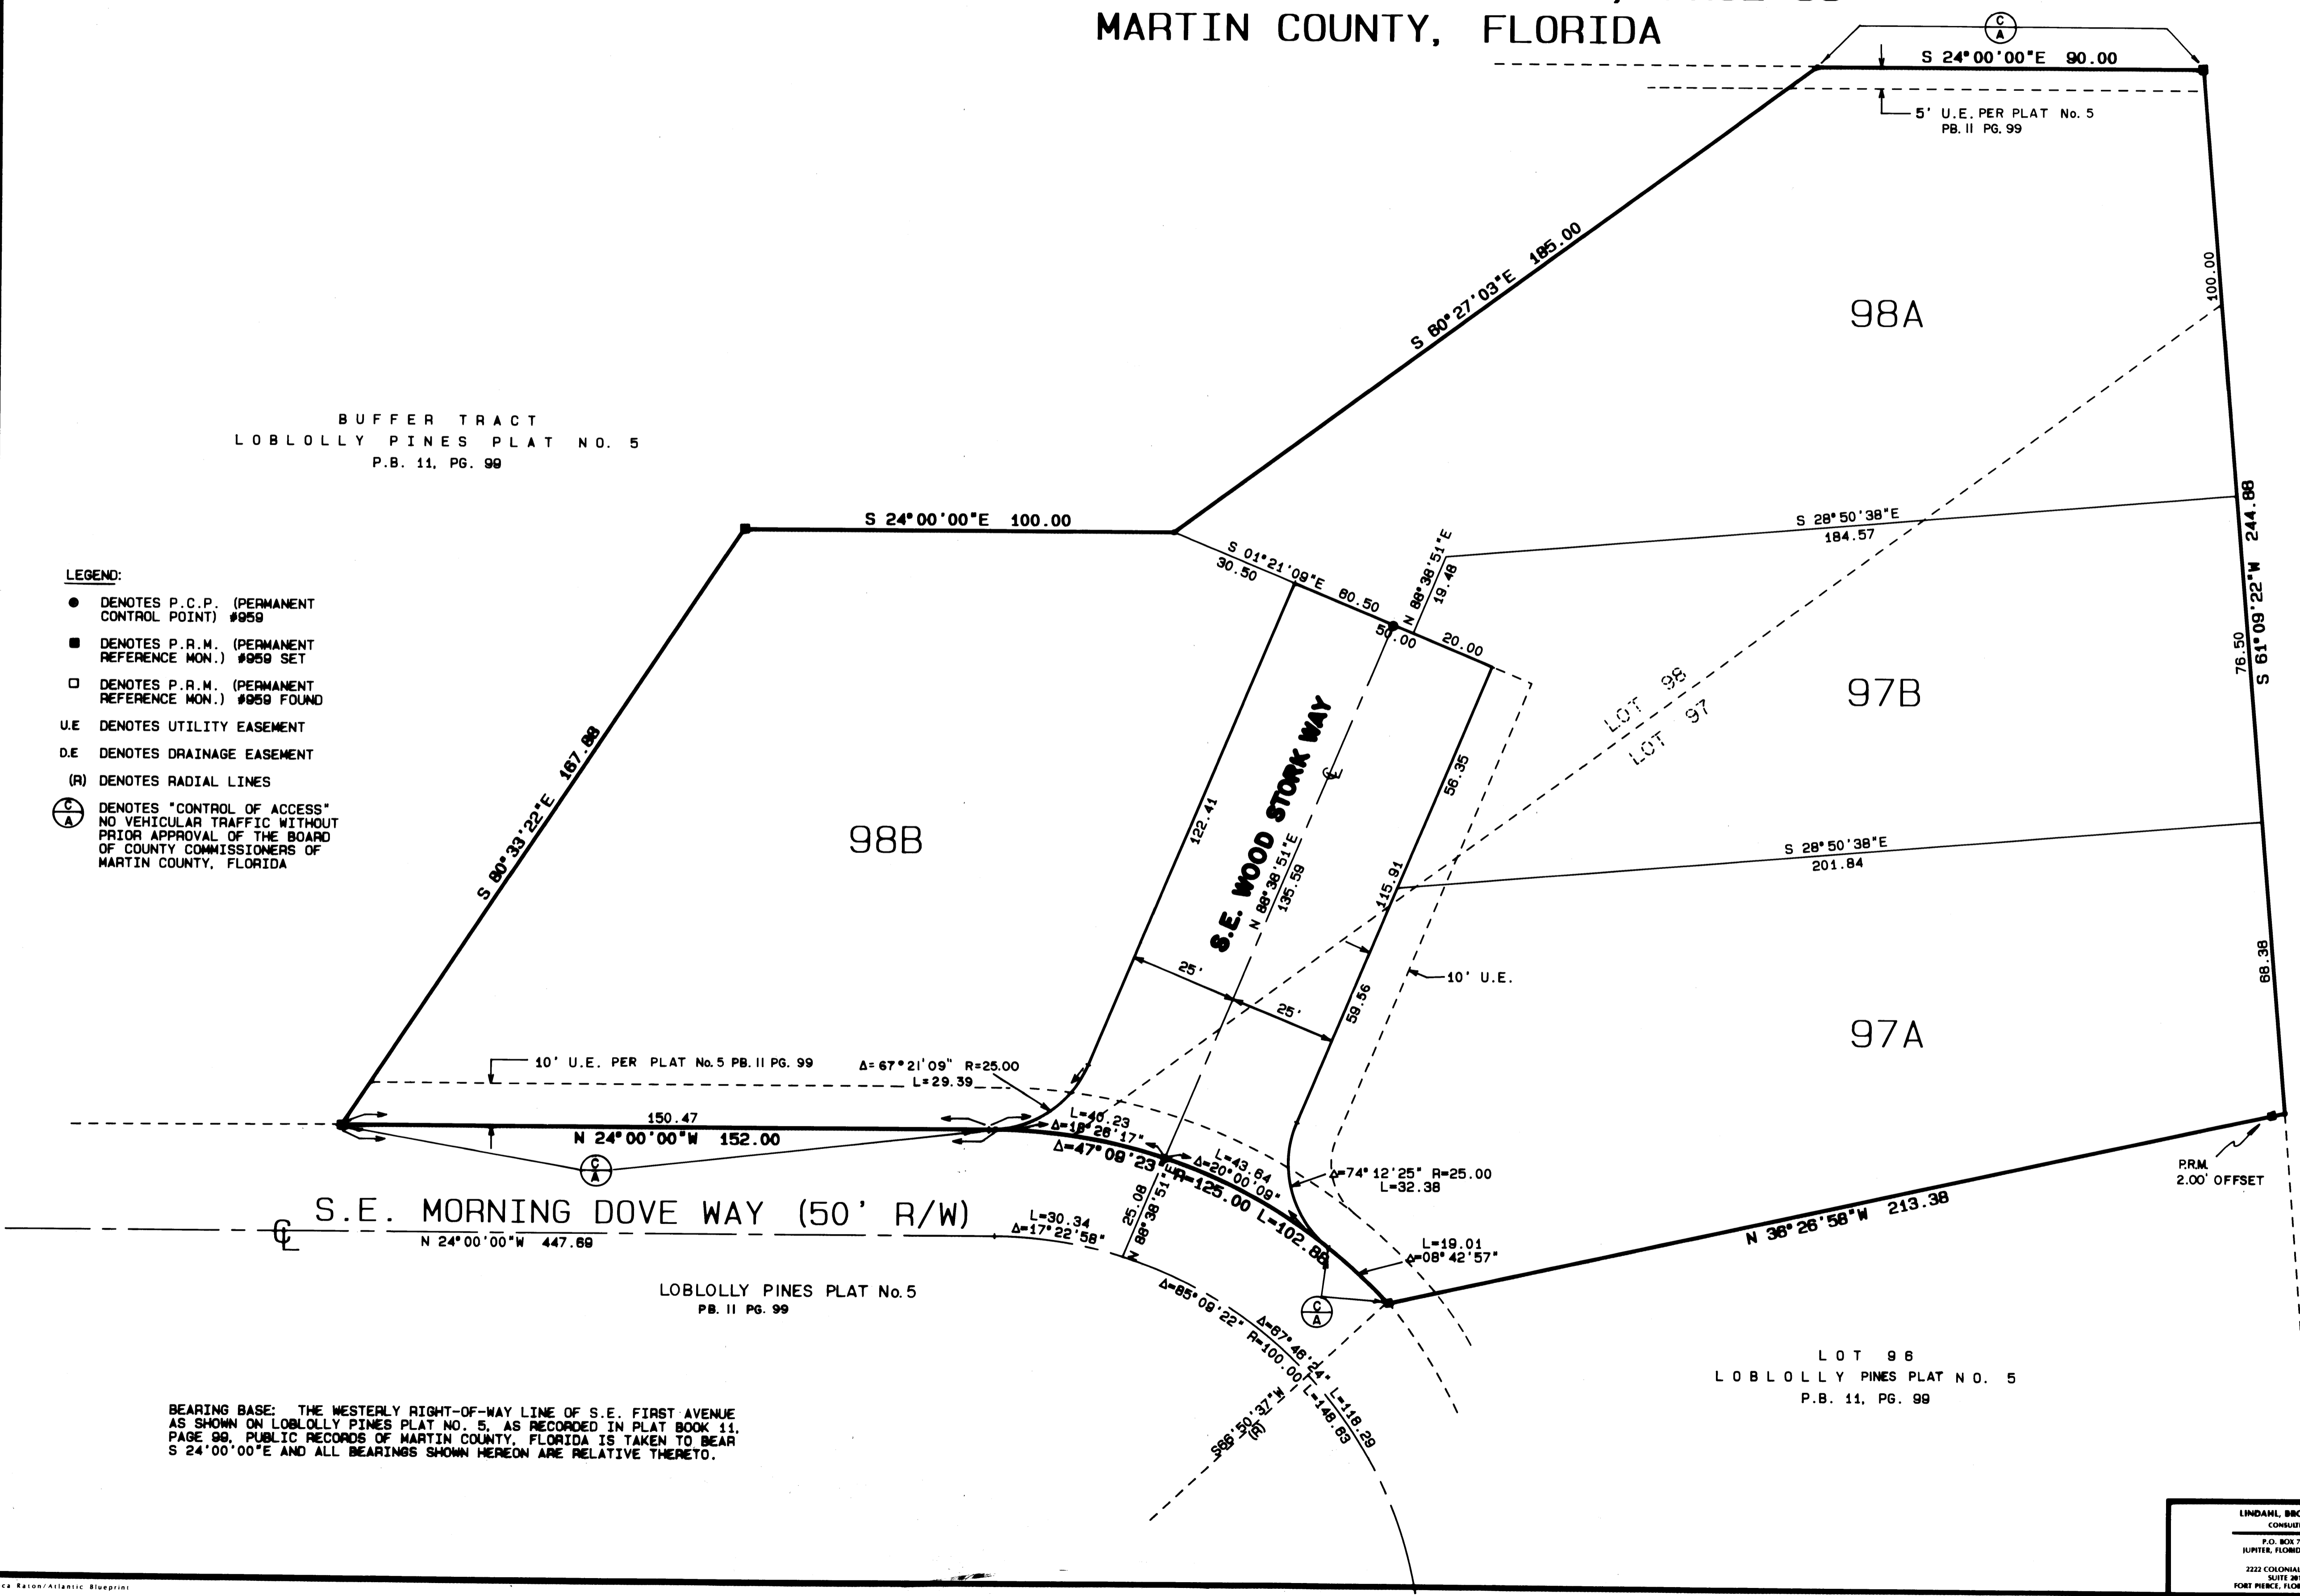 MARTIN COUNTY, FLORIDA
C
A
S 24°00'00"E 90.00
5' U.E. PER PLAT No. 5
PB. 11 PG. 99
S 60°27'03"E 185.00
100.00
98A
BUFFER TRACT
LOBLOLLY PINES PLAT NO. 5
P.B. 11, PG. 99
S 24°00'00"E 100.00
S 01°21'09"E
30.50
60.50
50.00
20.00
N 88°38'51"E
19.48
S 28°50'38"E
184.57
S 61°09'22"W 244.88
76.50
LEGEND:
● DENOTES P.C.P. (PERMANENT
CONTROL POINT) #959
■ DENOTES P.R.M. (PERMANENT
REFERENCE MON.) #959 SET
□ DENOTES P.R.M. (PERMANENT
REFERENCE MON.) #959 FOUND
U.E DENOTES UTILITY EASEMENT
D.E DENOTES DRAINAGE EASEMENT
(R) DENOTES RADIAL LINES
C
A
DENOTES "CONTROL OF ACCESS"
NO VEHICULAR TRAFFIC WITHOUT
PRIOR APPROVAL OF THE BOARD
OF COUNTY COMMISSIONERS OF
MARTIN COUNTY, FLORIDA
LOT 98
LOT 97
97B
S 80°33'22"E 167.88
98B
122.41
S.E. WOOD STORK WAY
N 88°38'51"E
135.59
℄
56.35
115.91
59.56
S 28°50'38"E
201.84
25'
25'
10' U.E.
68.38
97A
10' U.E. PER PLAT No. 5 PB. 11 PG. 99
Δ=67°21'09" R=25.00
L=29.39
150.47
N 24°00'00"W 152.00
C
A
L=40.23
Δ=18°26'17"
Δ=47°09'23" R=125.00 L=102.88
L=43.64
Δ=20°00'09"
Δ=74°12'25" R=25.00
L=32.38
P.R.M.
2.00' OFFSET
S.E. MORNING DOVE WAY (50' R/W)
℄
N 24°00'00"W 447.69
L=30.34
Δ=17°22'58"
25.08
N 88°38'51"E
L=19.01
Δ=08°42'57"
N 36°26'58"W 213.38
C
A
LOBLOLLY PINES PLAT No. 5
PB. 11 PG. 99
Δ=85°09'22" R=100.00 L=148.63
Δ=67°46'24" L=118.29
S66°50'37"W
(R)
LOT 96
LOBLOLLY PINES PLAT NO. 5
P.B. 11, PG. 99
BEARING BASE: THE WESTERLY RIGHT-OF-WAY LINE OF S.E. FIRST AVENUE
AS SHOWN ON LOBLOLLY PINES PLAT NO. 5, AS RECORDED IN PLAT BOOK 11,
PAGE 99, PUBLIC RECORDS OF MARTIN COUNTY, FLORIDA IS TAKEN TO BEAR
S 24°00'00"E AND ALL BEARINGS SHOWN HEREON ARE RELATIVE THERETO.
LINDAHL,
P.O. BOX
JUPITER,
2222 COLONIAL
SUITE
FORT PIERCE,
Raton/Atlantic Blueprint